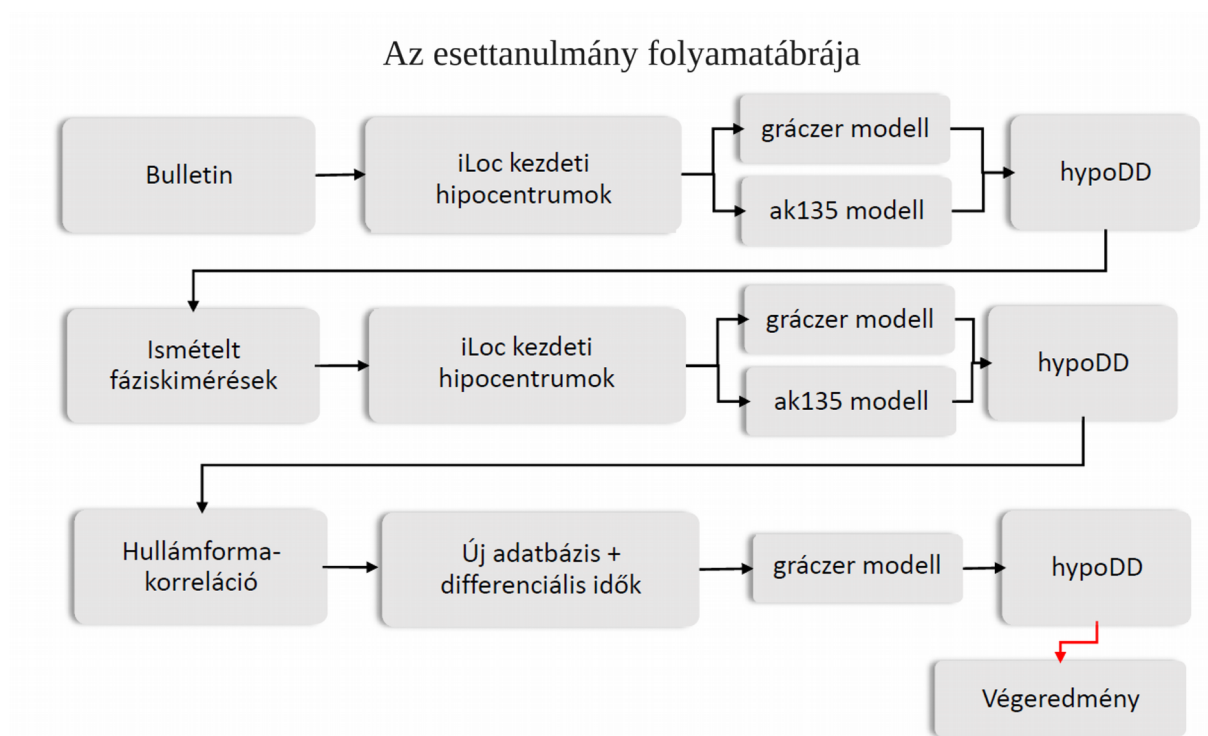 Az esettanulmány folyamatábrája
Bulletin
iLoc kezdeti
hipocentrumok
gráczer modell
ak135 modell
hypoDD
Ismételt
fáziskimérések
iLoc kezdeti
hipocentrumok
gráczer modell
ak135 modell
hypoDD
Hullámforma-
korreláció
Új adatbázis +
differenciális idők
gráczer modell
hypoDD
Végeredmény